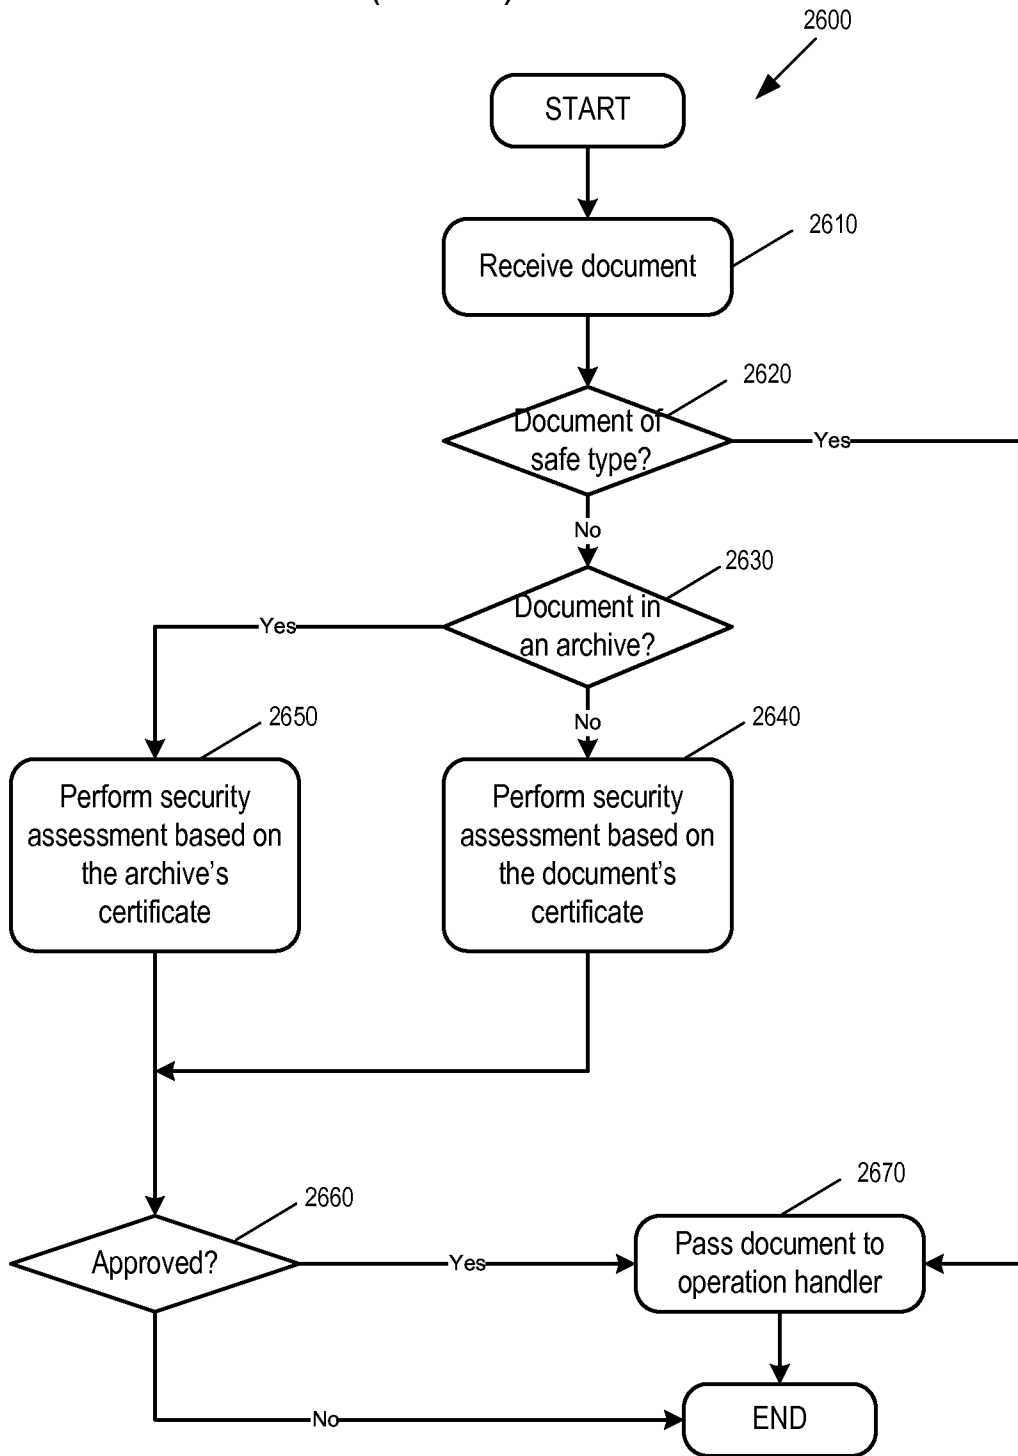 2600
START
2610
Receive document
2620
Document of
safe type?
Yes
No
2630
Document in
an archive?
Yes
No
2650
2640
Perform security
assessment based on
the archive's
certificate
Perform security
assessment based on
the document's
certificate
2660
2670
Approved?
Yes
Pass document to
operation handler
No
END